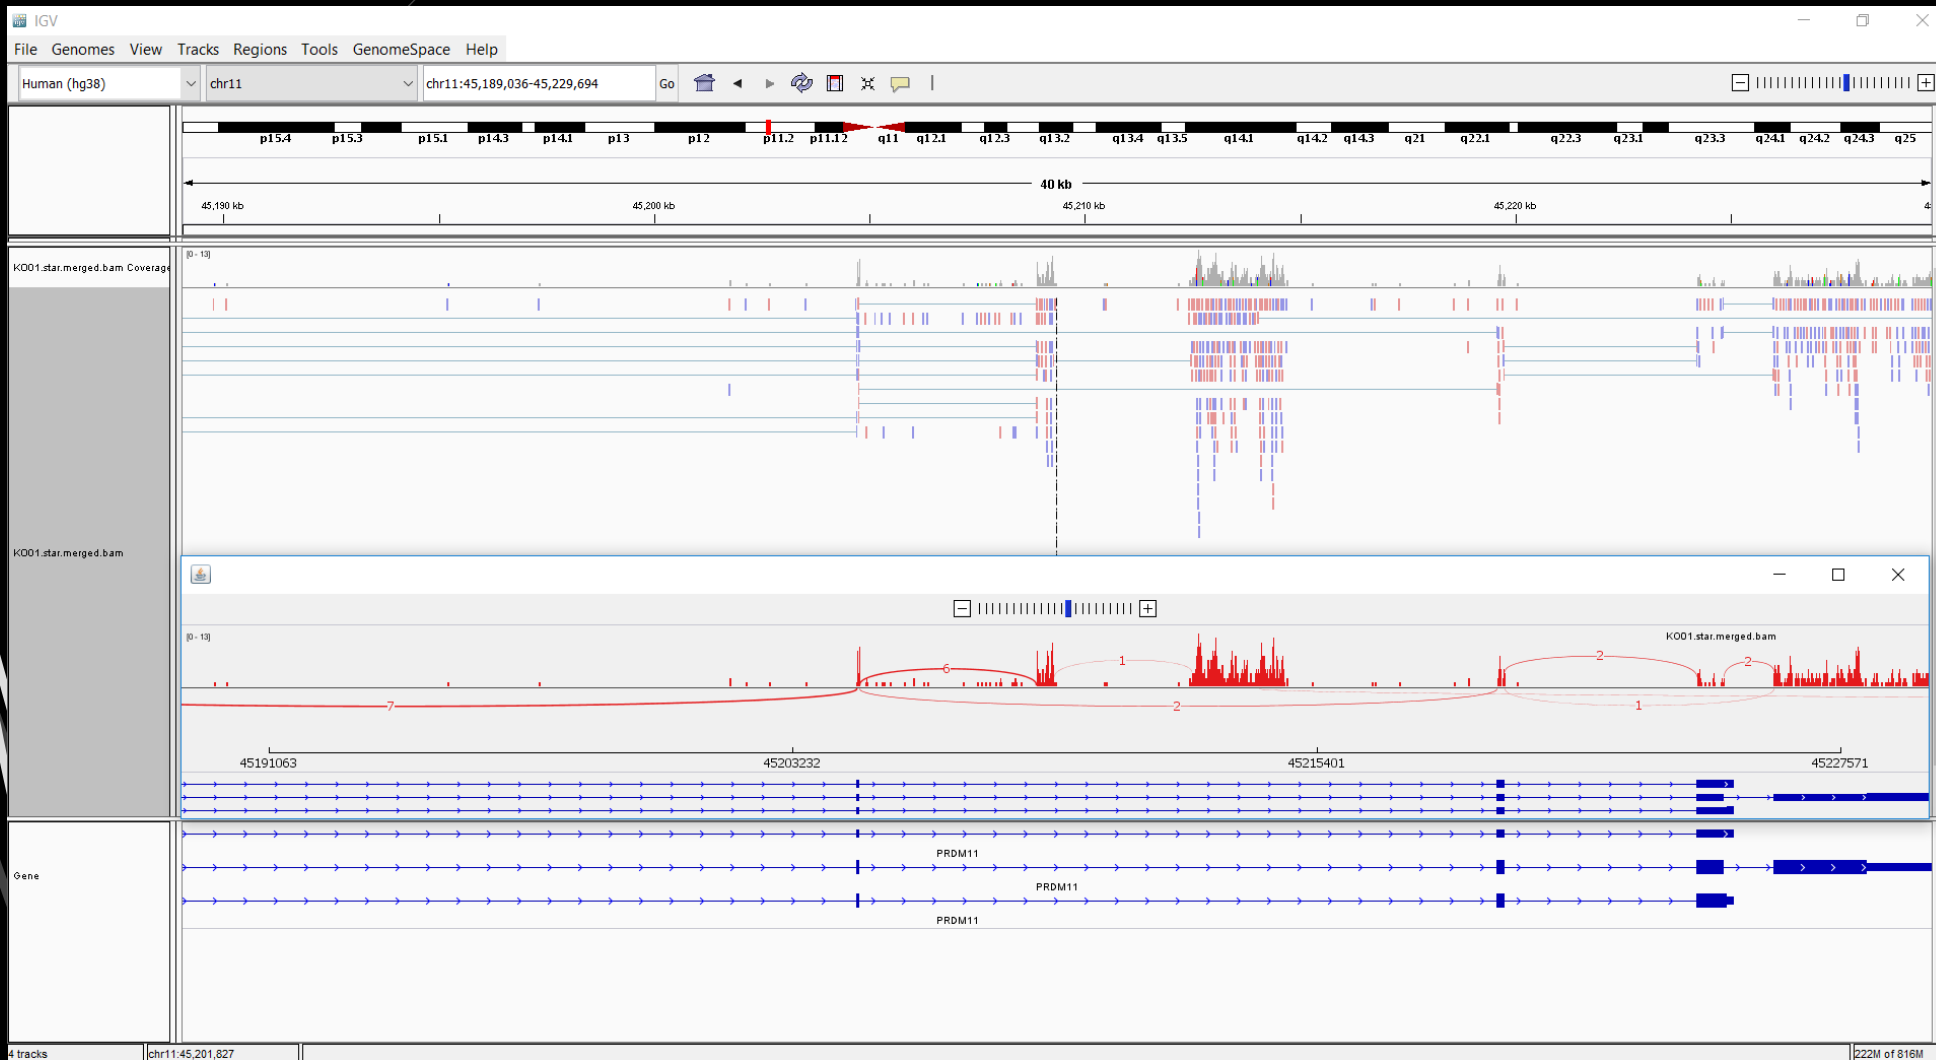 IGV
File Genomes View Tracks Regions Tools GenomeSpace Help
Human (hg38) chr11 chr11:45,189,036-45,229,694 Go
p15.4 p15.3 p15.1 p14.3 p14.1 p13 p12 p11.2 p11.12 q11 q12.1 q12.3 q13.2 q13.4 q13.5 q14.1 q14.2 q14.3 q21 q22.1 q22.3 q23.1 q23.3 q24.1 q24.2 q24.3 q25
40 kb
45,190 kb 45,200 kb 45,210 kb 45,220 kb 4
[0 - 13]
KO01.star.merged.bam Coverage
KO01.star.merged.bam
[0 - 13] KO01.star.merged.bam
6 1 2 2
7 2 1
45191063 45203232 45215401 45227571
PRDM11
Gene
PRDM11
PRDM11
4 tracks chr11:45,201,827 222M of 816M